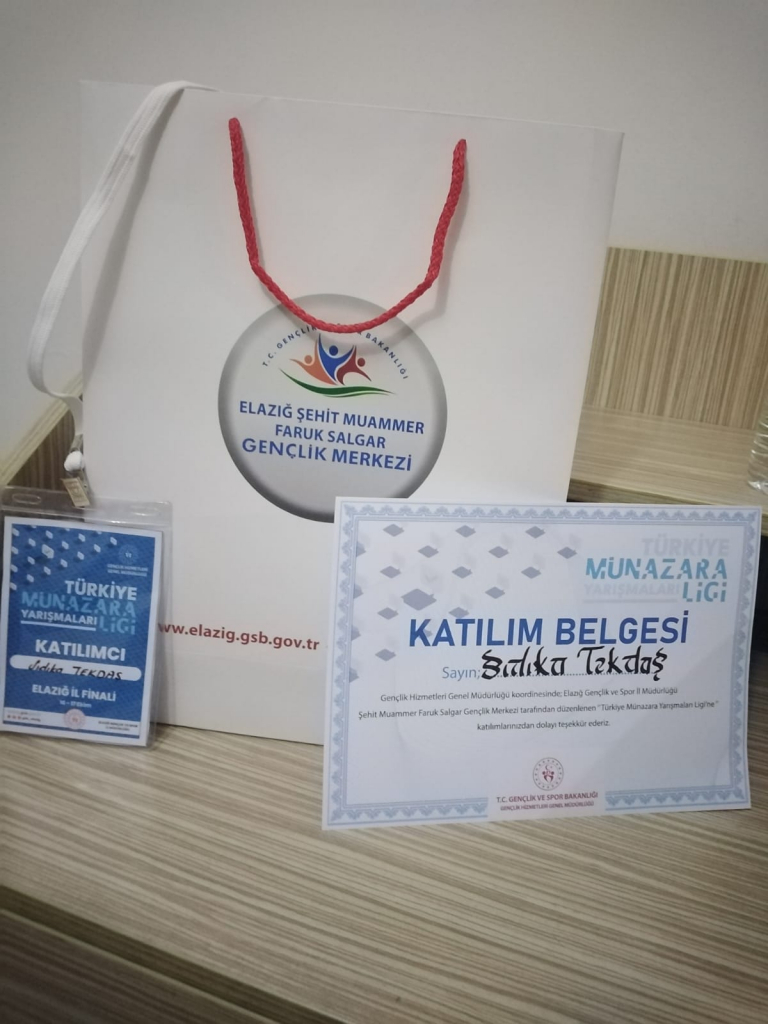 T.C. GENÇLİK BAKANLIĞI
ELAZIĞ ŞEHİT MUAMMER
FARUK SALGAR
GENÇLİK MERKEZİ
ww.elazig.gsb.gov.tr
TÜRKİYE
MÜNAZARA
YARIŞMALARI LİGİ
KATILIMCI
Sıdıka TEKDAŞ
ELAZIĞ İL FİNALİ
TÜRKİYE
MÜNAZARA
YARIŞMALARI LİGİ
KATILIM BELGESİ
Sayın; Sıdıka Tekdaş
Gençlik Hizmetleri Genel Müdürlüğü koordinesinde; Elazığ Gençlik ve Spor İl Müdürlüğü
Şehit Muammer Faruk Salgar Gençlik Merkezi tarafından düzenlenen "Türkiye Münazara Yarışmaları Ligi'ne"
katılımlarınızdan dolayı teşekkür ederiz.
T.C. GENÇLİK VE SPOR BAKANLIĞI
GENÇLİK HİZMETLERİ GENEL MÜDÜRLÜĞÜ